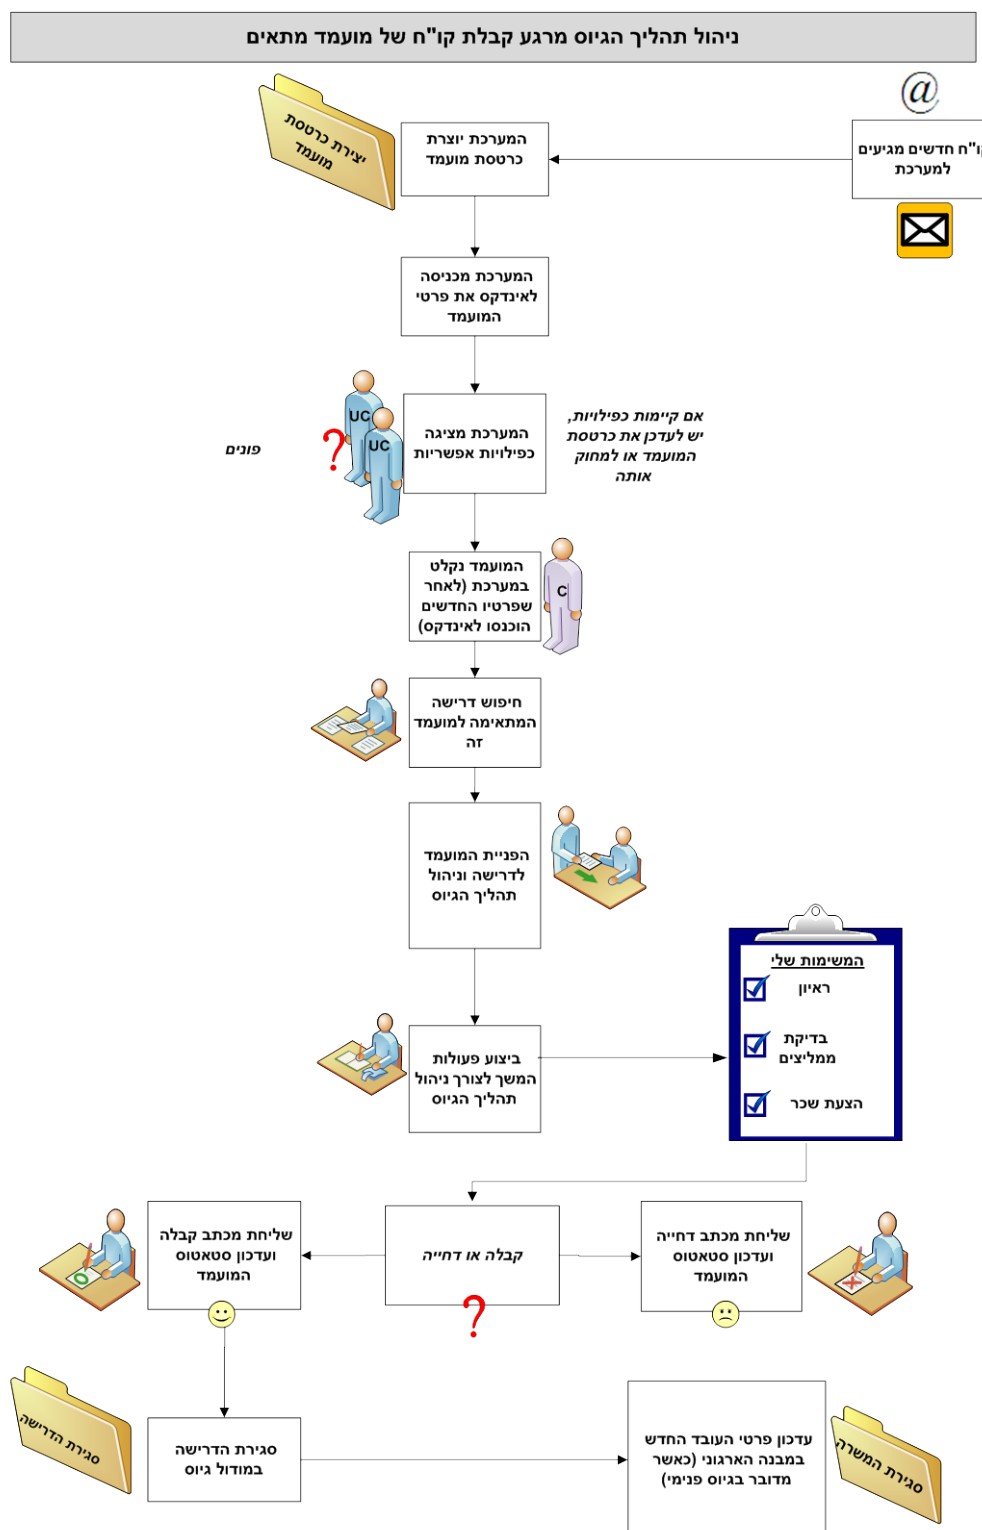 ניהול תהליך הגיוס מרגע קבלת קו"ח של מועמד מתאים
@
קו"ח חדשים מגיעים
למערכת
המערכת יוצרת
כרטסת מועמד
יצירת כרטסת
מועמד
המערכת מכניסה
לאינדקס את פרטי
המועמד
אם קיימות כפילויות,
יש לעדכן את כרטסת
המועמד או למחוק
אותה
המערכת מציגה
כפילויות אפשריות
UC
UC
?
פונים
המועמד נקלט
במערכת (לאחר
שפרטיו החדשים
הוכנסו לאינדקס)
C
חיפוש דרישה
המתאימה למועמד
זה
הפניית המועמד
לדרישה וניהול
תהליך הגיוס
המשימות שלי
ראיון
בדיקת
ממליצים
הצעת שכר
ביצוע פעולות
המשך לצורך ניהול
תהליך הגיוס
שליחת מכתב דחייה
ועדכון סטאטוס
המועמד
קבלה או דחייה
?
שליחת מכתב קבלה
ועדכון סטאטוס
המועמד
סגירת הדרישה
סגירת הדרישה
במודול גיוס
עדכון פרטי העובד החדש
במבנה הארגוני (כאשר
מדובר בגיוס פנימי)
סגירת המשרה